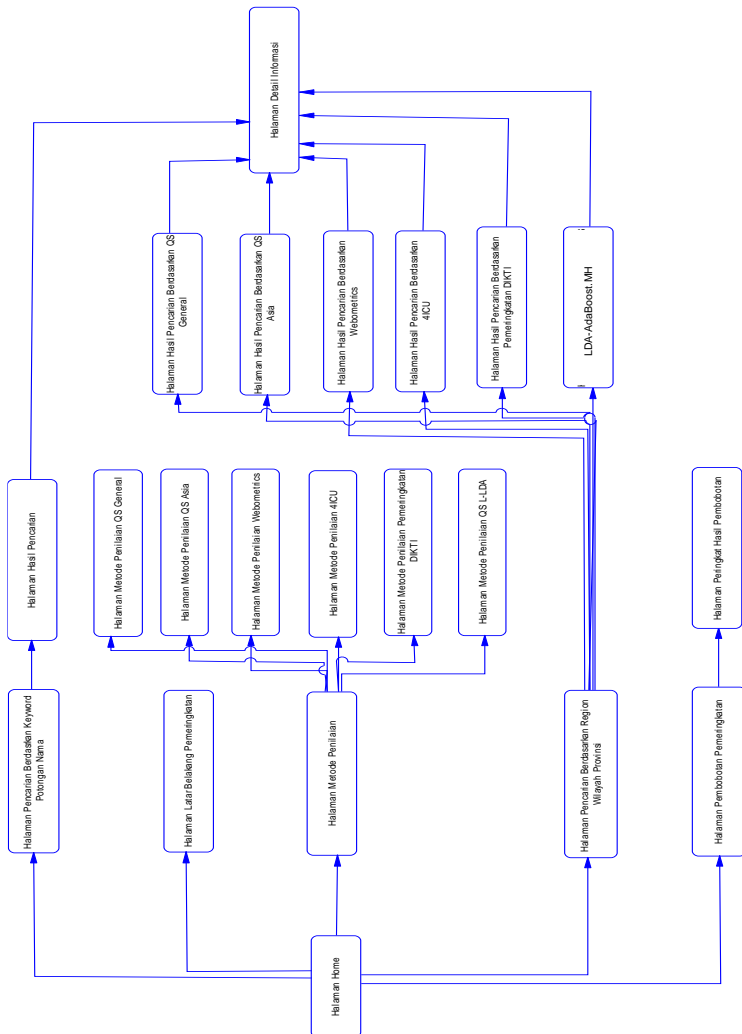 Halaman Detail Informasi
Halaman Hasil Pencarian Berdasarkan QS
General
Halaman Hasil Pencarian Berdasarkan QS
Asia
Halaman Hasil Pencarian Berdasarkan
Webometrics
Halaman Hasil Pencarian Berdasarkan
4ICU
Halaman Hasil Pencarian Berdasarkan
Pemeringkatan DIKTI
LDA-AdaBoost.MH
Halaman Hasil Pencarian
Halaman Metode Penilaian QS General
Halaman Metode Penilaian QS Asia
Halaman Metode Penilaian Webometrics
Halaman Metode Penilaian 4ICU
Halaman Metode Penilaian Pemeringkatan
DIKTI
Halaman Metode Penilaian QS L-LDA
Halaman Peringkat Hasil Pembobotan
Halaman Pencarian Berdasrkan Keyword
Potongan Nama
Halaman Latar Belakang Pemeringkatan
Halaman Metode Penilaian
Halaman Pencarian Berdasarkan Region
Wilayah Provinsi
Halaman Pembobotan Pemeringkatan
Halaman Home